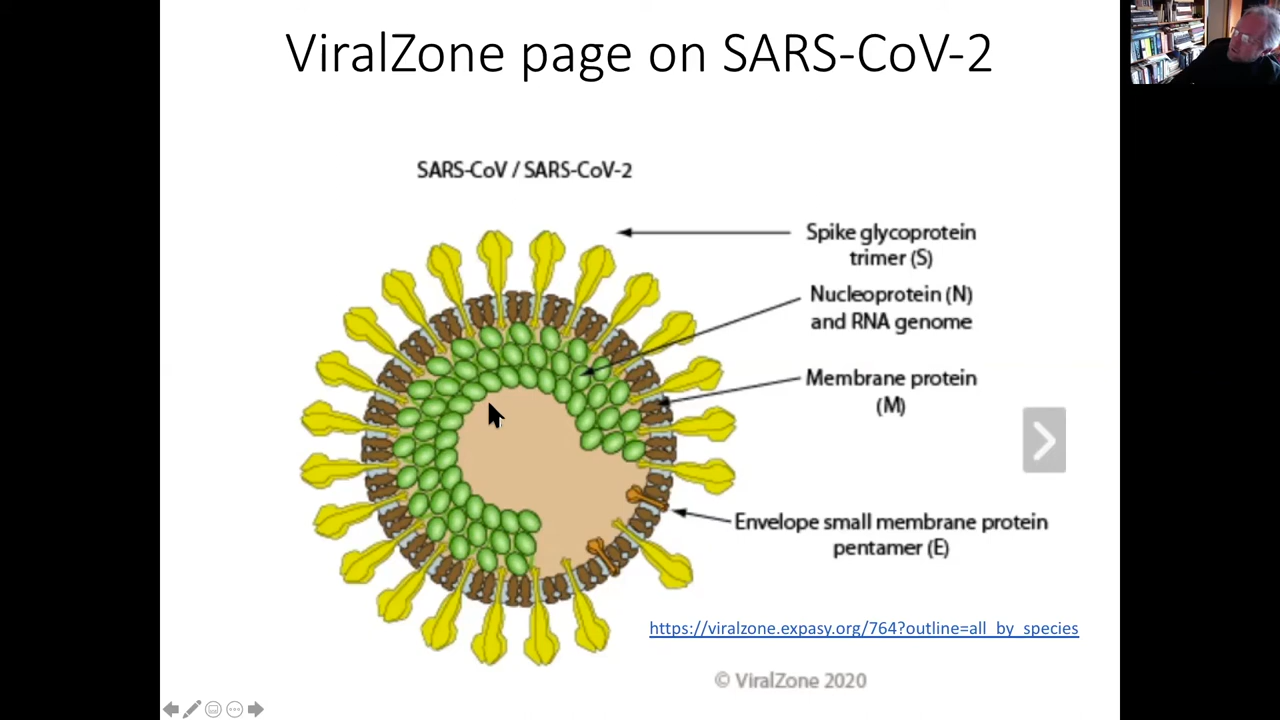 ViralZone page on SARS-CoV-2
SARS-CoV / SARS-CoV-2
Spike glycoprotein
trimer (S)
Nucleoprotein (N)
and RNA genome
Membrane protein
(M)
Envelope small membrane protein
pentamer (E)
https://viralzone.expasy.org/764?outline=all_by_species
© ViralZone 2020